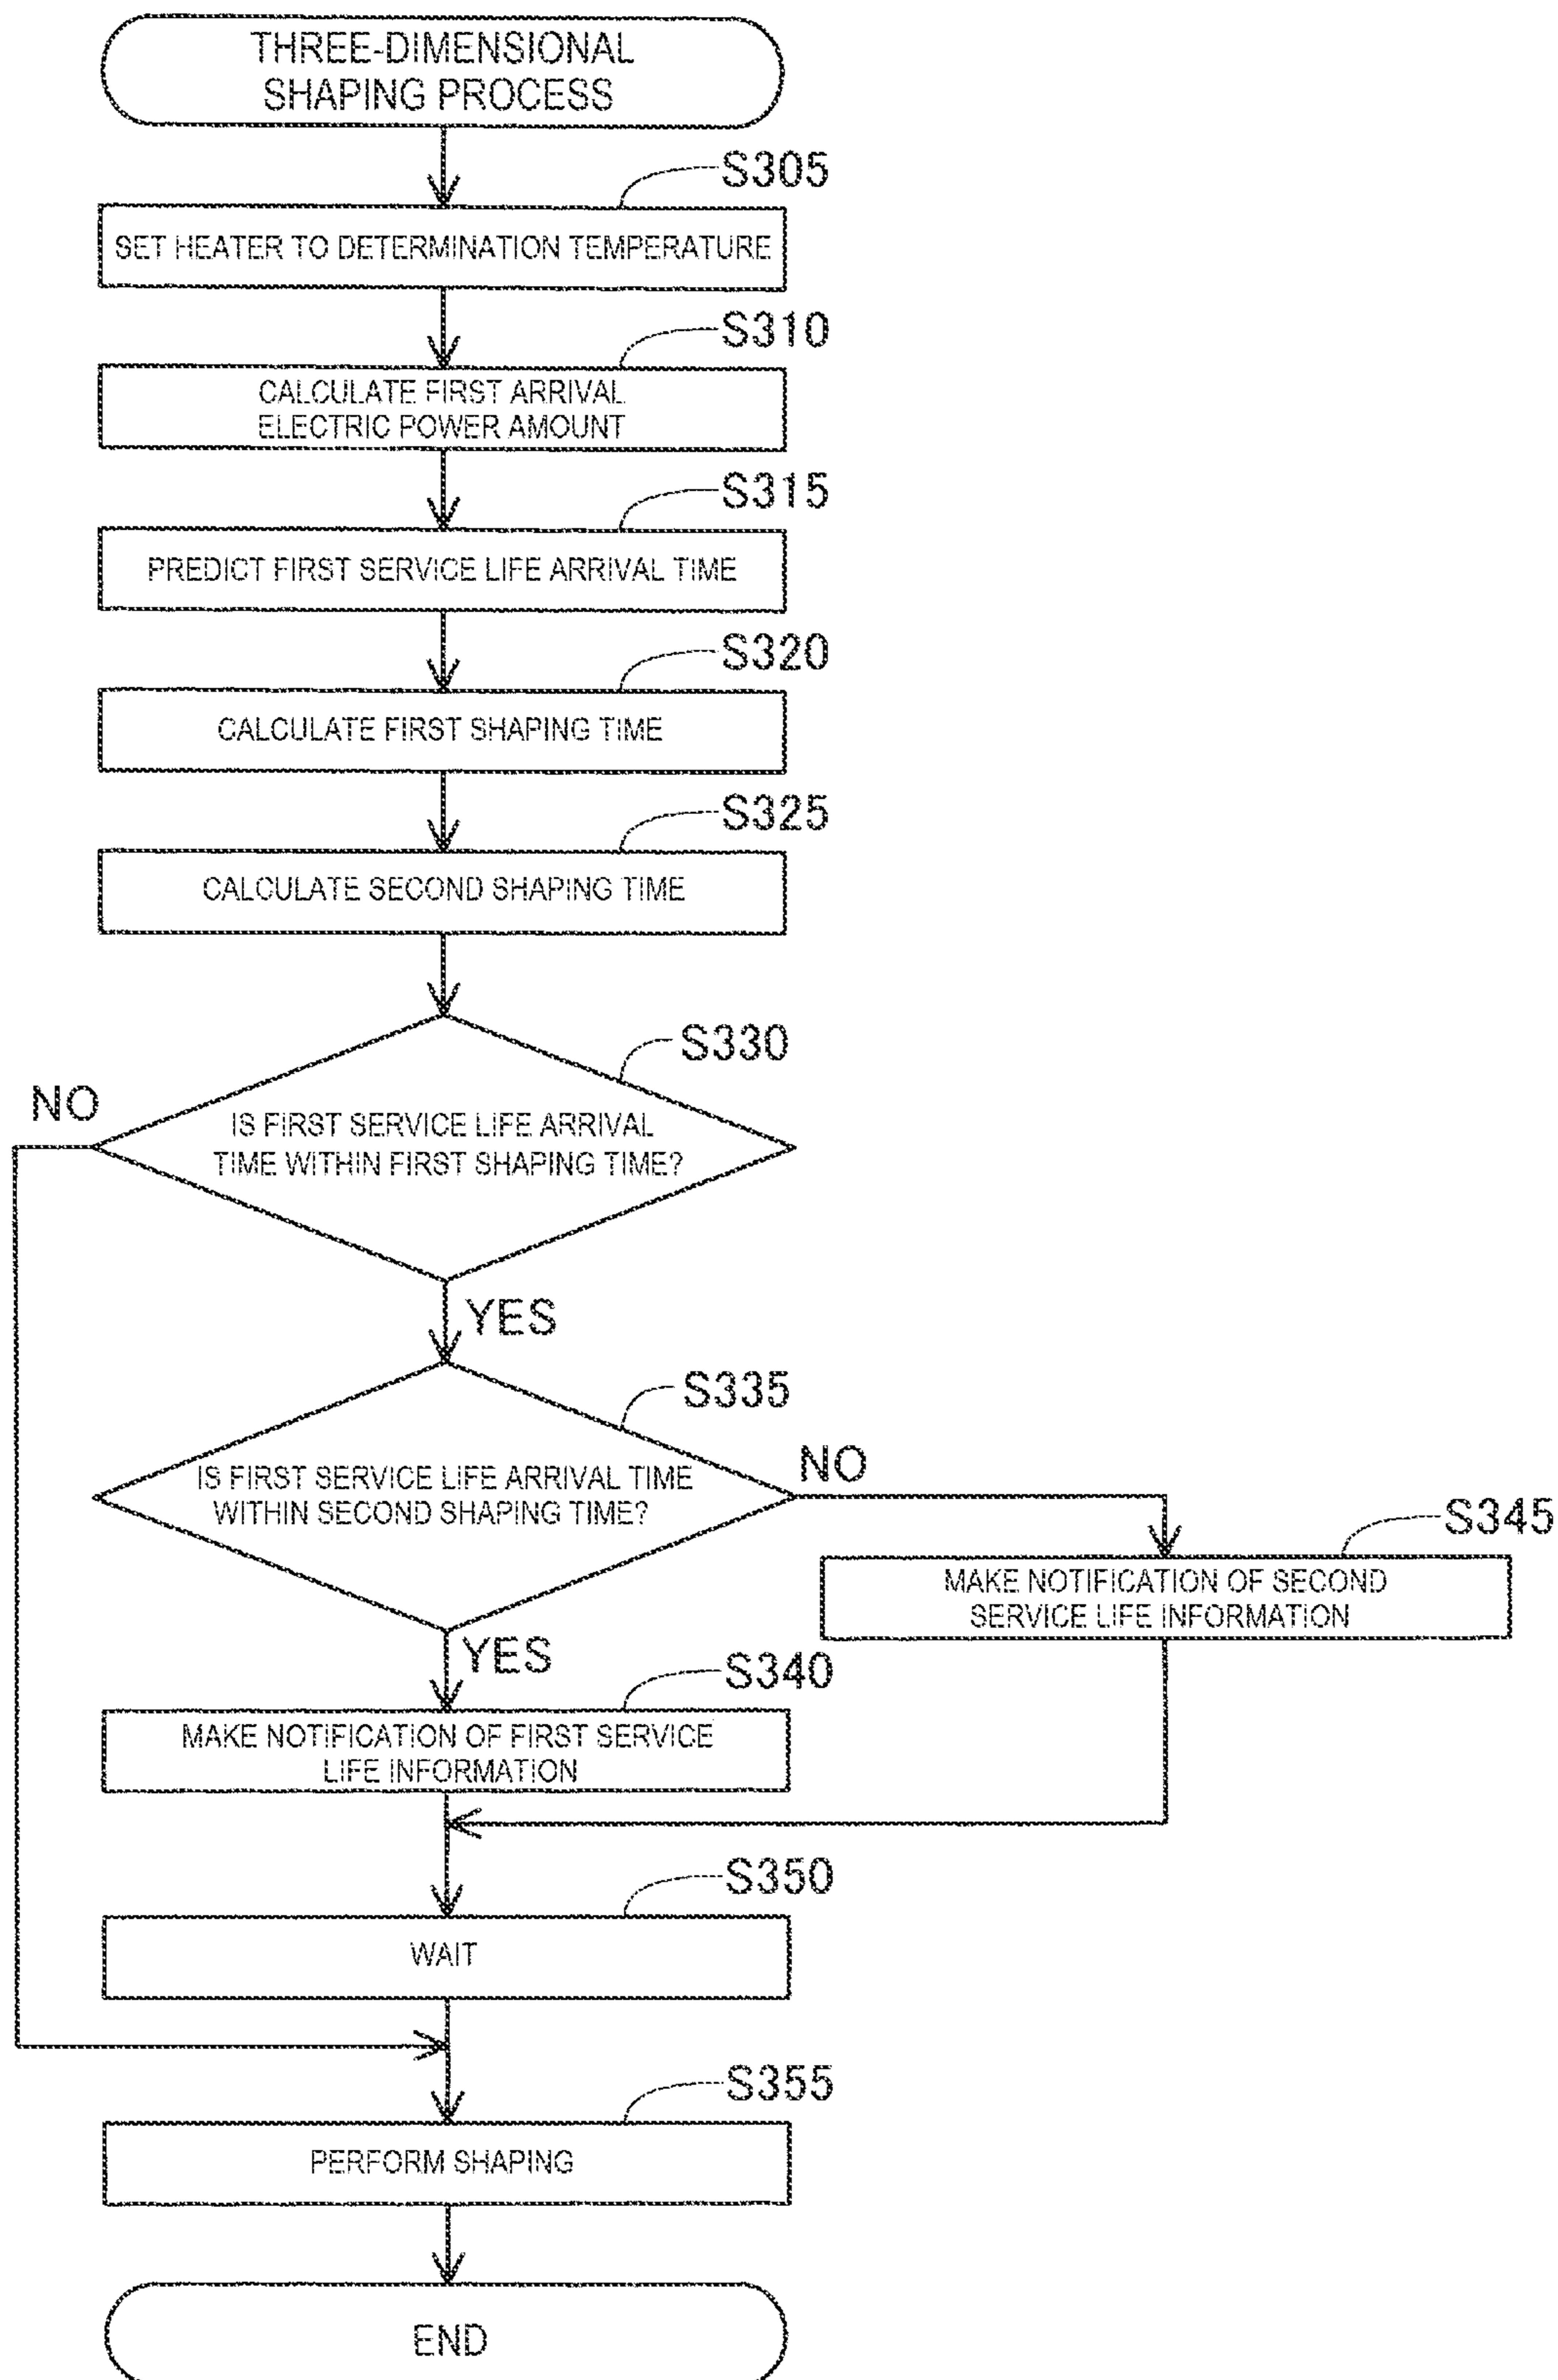 THREE-DIMENSIONAL
SHAPING PROCESS
S305
SET HEATER TO DETERMINATION TEMPERATURE
S310
CALCULATE FIRST ARRIVAL
ELECTRIC POWER AMOUNT
S315
PREDICT FIRST SERVICE LIFE ARRIVAL TIME
S320
CALCULATE FIRST SHAPING TIME
S325
CALCULATE SECOND SHAPING TIME
S330
NO
IS FIRST SERVICE LIFE ARRIVAL
TIME WITHIN FIRST SHAPING TIME?
YES
S335
IS FIRST SERVICE LIFE ARRIVAL TIME
WITHIN SECOND SHAPING TIME?
NO
S345
MAKE NOTIFICATION OF SECOND
SERVICE LIFE INFORMATION
YES
S340
MAKE NOTIFICATION OF FIRST SERVICE
LIFE INFORMATION
S350
WAIT
S355
PERFORM SHAPING
END